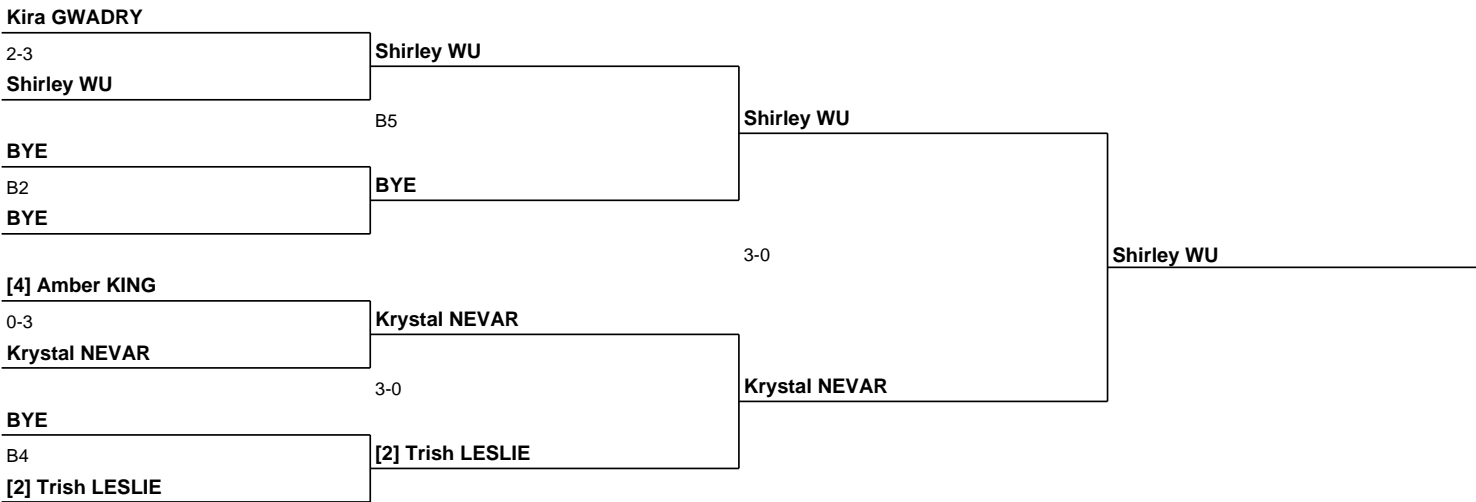 Kira GWADRY
2-3
Shirley WU
Shirley WU
B5
Shirley WU
BYE
B2
BYE
BYE
3-0
Shirley WU
[4] Amber KING
0-3
Krystal NEVAR
Krystal NEVAR
3-0
Krystal NEVAR
BYE
B4
[2] Trish LESLIE
[2] Trish LESLIE